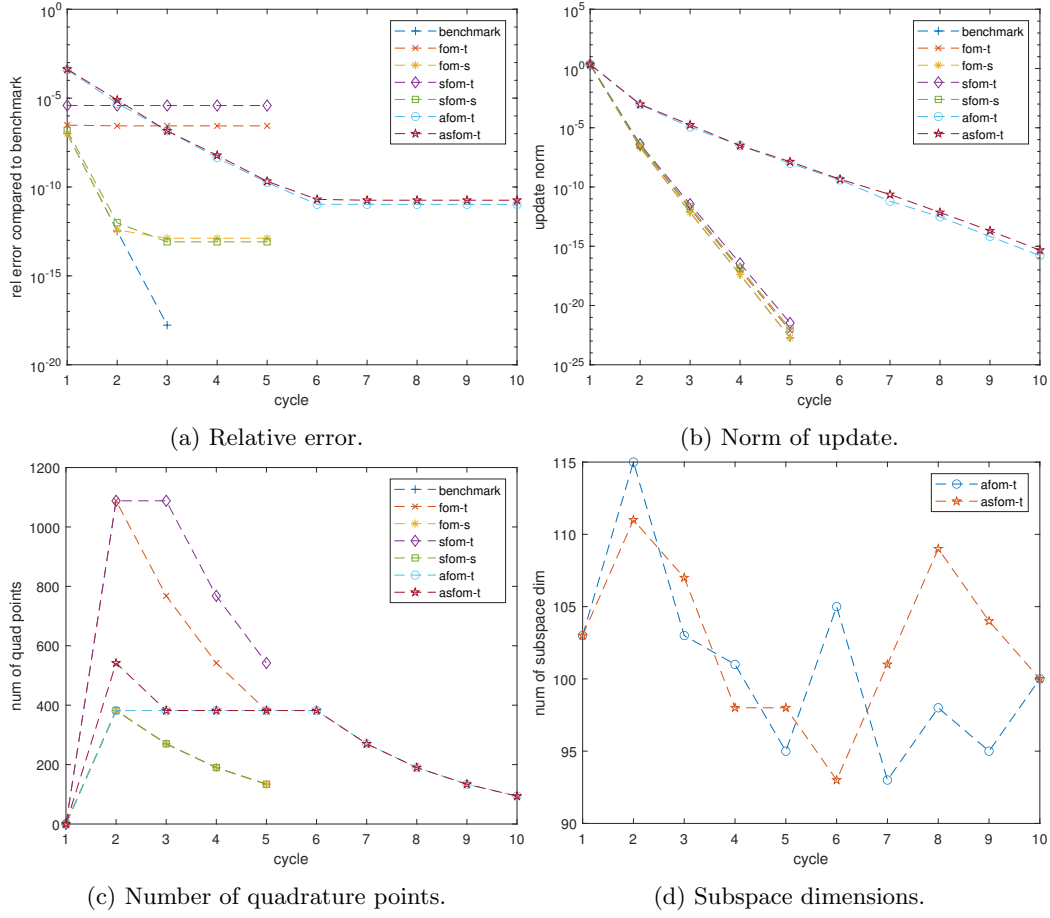 10^0
10^-5
10^-10
10^-15
10^-20
rel error compared to benchmark
1 2 3 4 5 6 7 8 9 10
cycle
benchmark
fom-t
fom-s
sfom-t
sfom-s
afom-t
asfom-t
(a) Relative error.
10^5
10^0
10^-5
10^-10
10^-15
10^-20
10^-25
update norm
1 2 3 4 5 6 7 8 9 10
cycle
benchmark
fom-t
fom-s
sfom-t
sfom-s
afom-t
asfom-t
(b) Norm of update.
1200
1000
800
600
400
200
0
num of quad points
1 2 3 4 5 6 7 8 9 10
cycle
benchmark
fom-t
fom-s
sfom-t
sfom-s
afom-t
asfom-t
(c) Number of quadrature points.
115
110
105
100
95
90
num of subspace dim
1 2 3 4 5 6 7 8 9 10
cycle
afom-t
asfom-t
(d) Subspace dimensions.